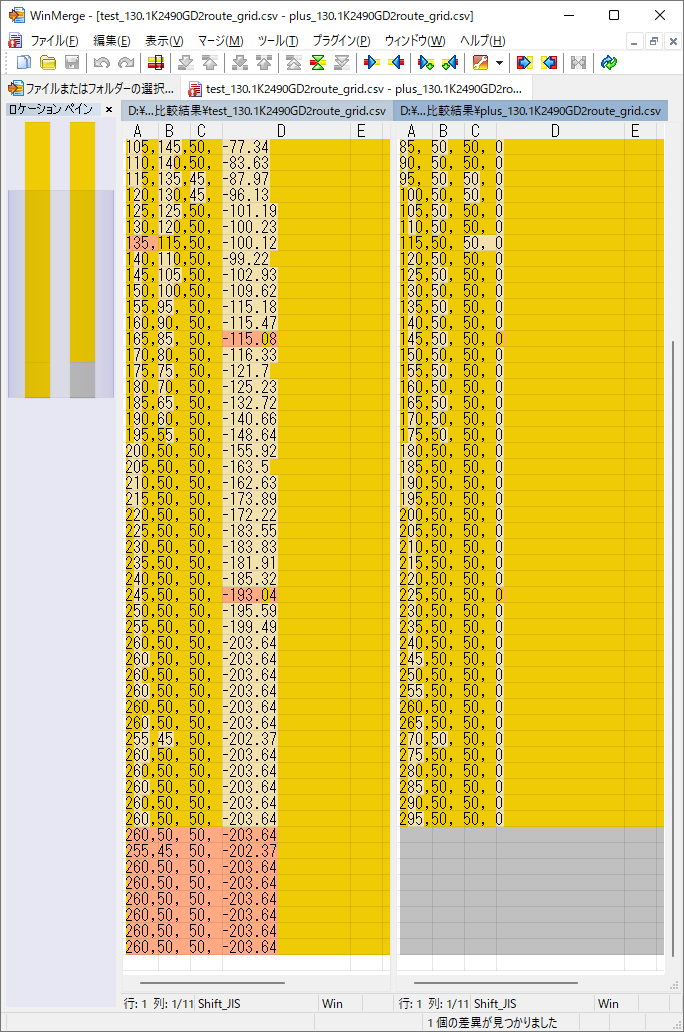 WinMerge - [test_130.1K2490GD2route_grid.csv - plus_130.1K2490GD2route_grid.csv]
ファイル(F) 編集(E) 表示(V) マージ(M) ツール(T) プラグイン(P) ウィンドウ(W) ヘルプ(H)
ファイルまたはフォルダーの選択... test_130.1K2490GD2route_grid.csv - plus_130.1K2490GD2ro...
ロケーション ペイン ×
D:¥...比較結果¥test_130.1K2490GD2route_grid.csv
A B C D E
105,145,50, -77.34
110,140,50, -83.63
115,135,45, -87.97
120,130,45, -96.13
125,125,50, -101.19
130,120,50, -100.23
135,115,50, -100.12
140,110,50, -99.22
145,105,50, -102.93
150,100,50, -109.62
155,95, 50, -115.18
160,90, 50, -115.47
165,85, 50, -115.08
170,80, 50, -116.33
175,75, 50, -121.7
180,70, 50, -125.23
185,65, 50, -132.72
190,60, 50, -140.66
195,55, 50, -148.64
200,50, 50, -155.92
205,50, 50, -163.5
210,50, 50, -162.63
215,50, 50, -173.89
220,50, 50, -172.22
225,50, 50, -183.55
230,50, 50, -183.83
235,50, 50, -181.91
240,50, 50, -185.32
245,50, 50, -193.04
250,50, 50, -195.59
255,50, 50, -199.49
260,50, 50, -203.64
260,50, 50, -203.64
260,50, 50, -203.64
260,50, 50, -203.64
260,50, 50, -203.64
260,50, 50, -203.64
255,45, 50, -202.37
260,50, 50, -203.64
260,50, 50, -203.64
260,50, 50, -203.64
260,50, 50, -203.64
260,50, 50, -203.64
260,50, 50, -203.64
255,45, 50, -202.37
260,50, 50, -203.64
260,50, 50, -203.64
260,50, 50, -203.64
260,50, 50, -203.64
260,50, 50, -203.64
260,50, 50, -203.64
D:¥...比較結果¥plus_130.1K2490GD2route_grid.csv
A B C D E
85, 50, 50, 0
90, 50, 50, 0
95, 50, 50, 0
100,50, 50, 0
105,50, 50, 0
110,50, 50, 0
115,50, 50, 0
120,50, 50, 0
125,50, 50, 0
130,50, 50, 0
135,50, 50, 0
140,50, 50, 0
145,50, 50, 0
150,50, 50, 0
155,50, 50, 0
160,50, 50, 0
165,50, 50, 0
170,50, 50, 0
175,50, 50, 0
180,50, 50, 0
185,50, 50, 0
190,50, 50, 0
195,50, 50, 0
200,50, 50, 0
205,50, 50, 0
210,50, 50, 0
215,50, 50, 0
220,50, 50, 0
225,50, 50, 0
230,50, 50, 0
235,50, 50, 0
240,50, 50, 0
245,50, 50, 0
250,50, 50, 0
255,50, 50, 0
260,50, 50, 0
265,50, 50, 0
270,50, 50, 0
275,50, 50, 0
280,50, 50, 0
285,50, 50, 0
290,50, 50, 0
295,50, 50, 0
行: 1 列: 1/11 Shift_JIS Win 行: 1 列: 1/11 Shift_JIS Win
1 個の差異が見つかりました